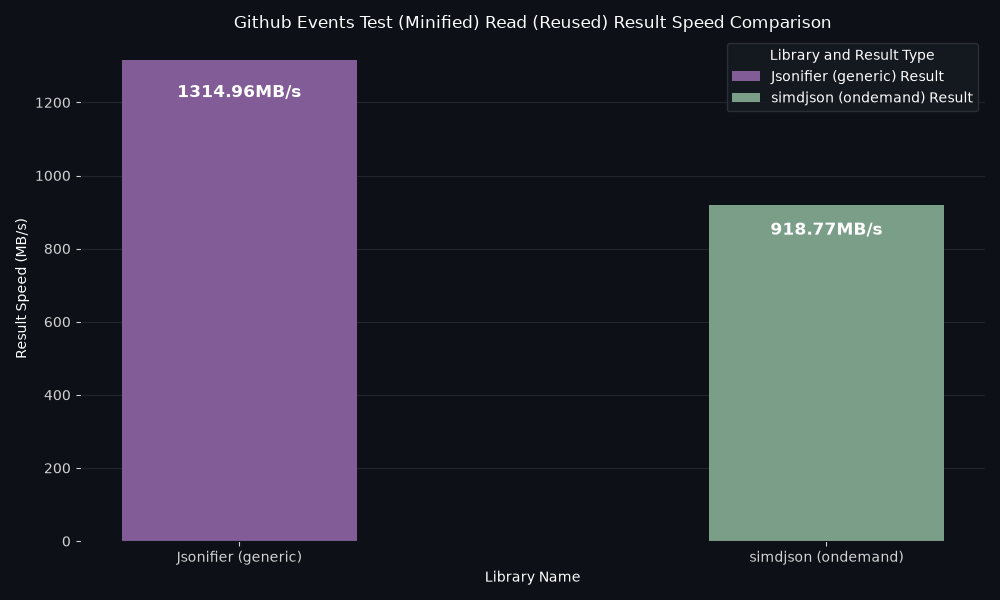 Github Events Test (Minified) Read (Reused) Result Speed Comparison
Library and Result Type
Jsonifier (generic) Result
simdjson (ondemand) Result
1314.96MB/s
918.77MB/s
Result Speed (MB/s)
1200
1000
800
600
400
200
0
Jsonifier (generic)
simdjson (ondemand)
Library Name